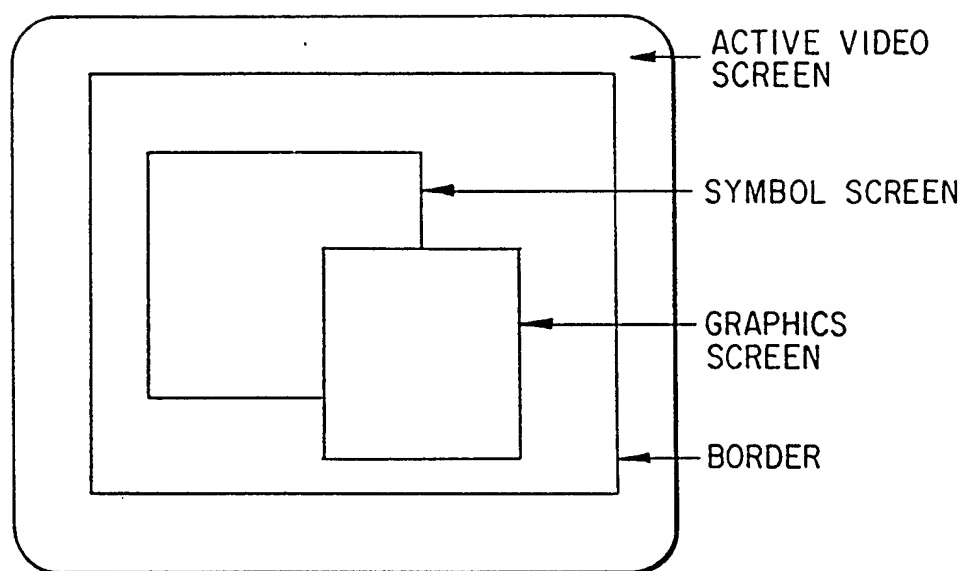 ACTIVE VIDEO
SCREEN
SYMBOL SCREEN
GRAPHICS
SCREEN
BORDER